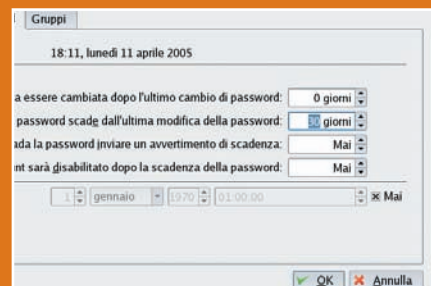 Gruppi
18:11, lunedì 11 aprile 2005
a essere cambiata dopo l'ultimo cambio di password: 0 giorni
password scade dall'ultima modifica della password: 30 giorni
ada la password inviare un avvertimento di scadenza: Mai
nt sarà disabilitato dopo la scadenza della password: Mai
1 gennaio 1970 01:00:00 Mai
OK Annulla